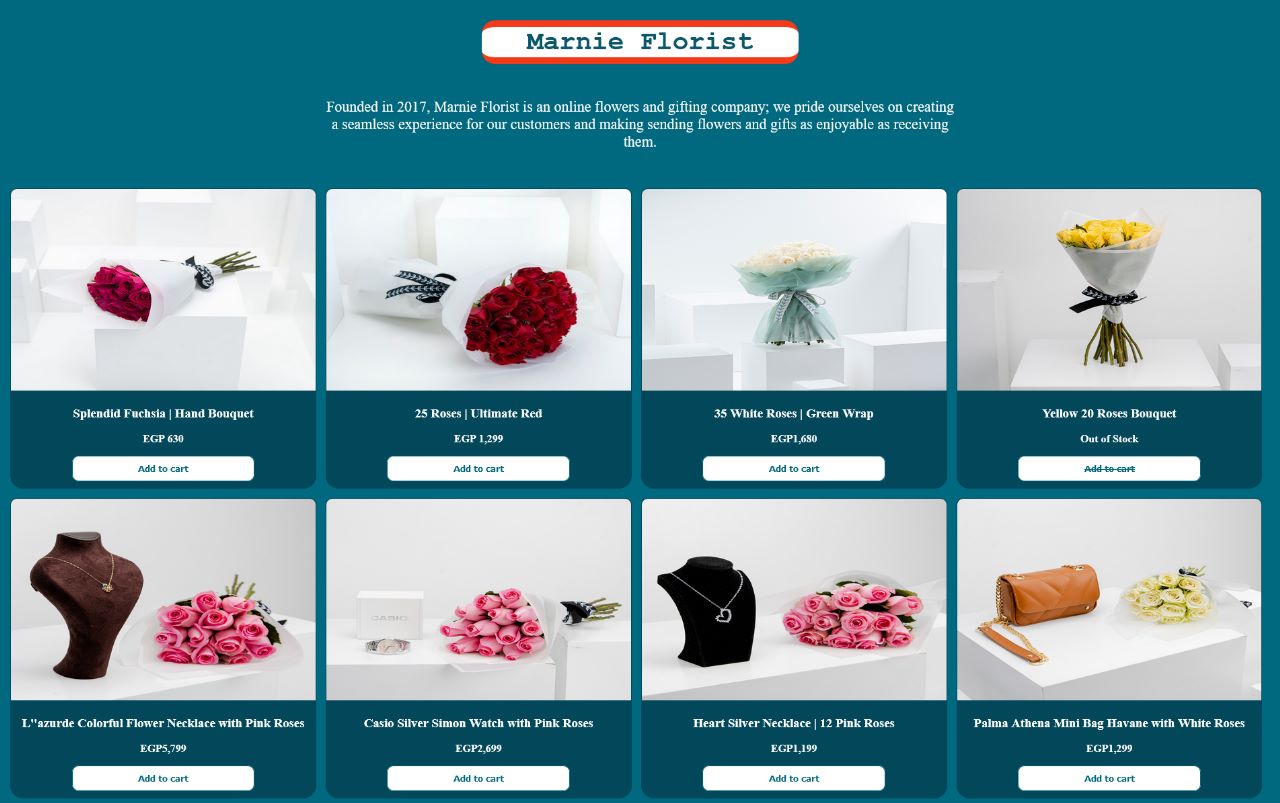 Marnie Florist
Founded in 2017, Marnie Florist is an online flowers and gifting company; we pride ourselves on creating
a seamless experience for our customers and making sending flowers and gifts as enjoyable as receiving
them.
Splendid Fuchsia | Hand Bouquet
EGP 630
Add to cart
25 Roses | Ultimate Red
EGP 1,299
Add to cart
35 White Roses | Green Wrap
EGP1,680
Add to cart
Yellow 20 Roses Bouquet
Out of Stock
Add to cart
L"azurde Colorful Flower Necklace with Pink Roses
EGP5,799
Add to cart
CASIO
Casio Silver Simon Watch with Pink Roses
EGP2,699
Add to cart
Heart Silver Necklace | 12 Pink Roses
EGP1,199
Add to cart
Palma Athena Mini Bag Havane with White Roses
EGP1,299
Add to cart